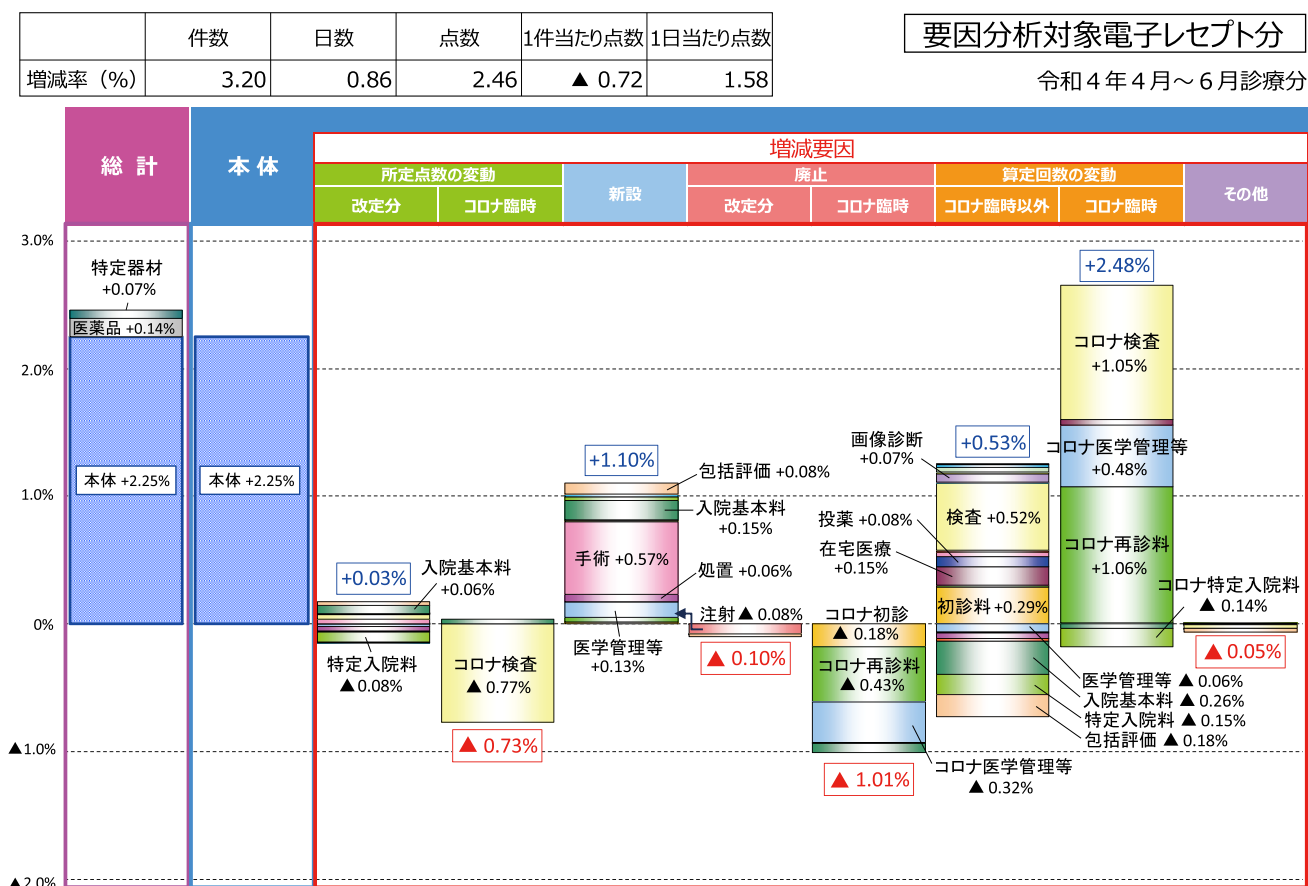 件数 日数 点数 1件当たり点数 1日当たり点数
増減率（%） 3.20 0.86 2.46 ▲ 0.72 1.58
要因分析対象電子レセプト分
令和４年４月～６月診療分
総 計
本 体
増減要因
所定点数の変動
新設
廃止
算定回数の変動
その他
改定分
コロナ臨時
改定分
コロナ臨時
コロナ臨時以外
コロナ臨時
3.0%
2.0%
1.0%
0%
▲1.0%
▲2.0%
特定器材
+0.07%
医薬品 +0.14%
本体 +2.25%
本体 +2.25%
+0.03%
入院基本料
+0.06%
特定入院料
▲0.08%
コロナ検査
▲ 0.77%
▲ 0.73%
+1.10%
包括評価 +0.08%
入院基本料
+0.15%
手術 +0.57%
処置 +0.06%
医学管理等
+0.13%
注射 ▲ 0.08%
▲ 0.10%
コロナ初診
▲ 0.18%
コロナ再診料
▲ 0.43%
コロナ医学管理等
▲ 0.32%
▲ 1.01%
+0.53%
画像診断
+0.07%
検査 +0.52%
投薬 +0.08%
在宅医療
+0.15%
初診料 +0.29%
医学管理等 ▲ 0.06%
入院基本料 ▲ 0.26%
特定入院料 ▲ 0.15%
包括評価 ▲ 0.18%
+2.48%
コロナ検査
+1.05%
コロナ医学管理等
+0.48%
コロナ再診料
+1.06%
コロナ特定入院料
▲ 0.14%
▲ 0.05%